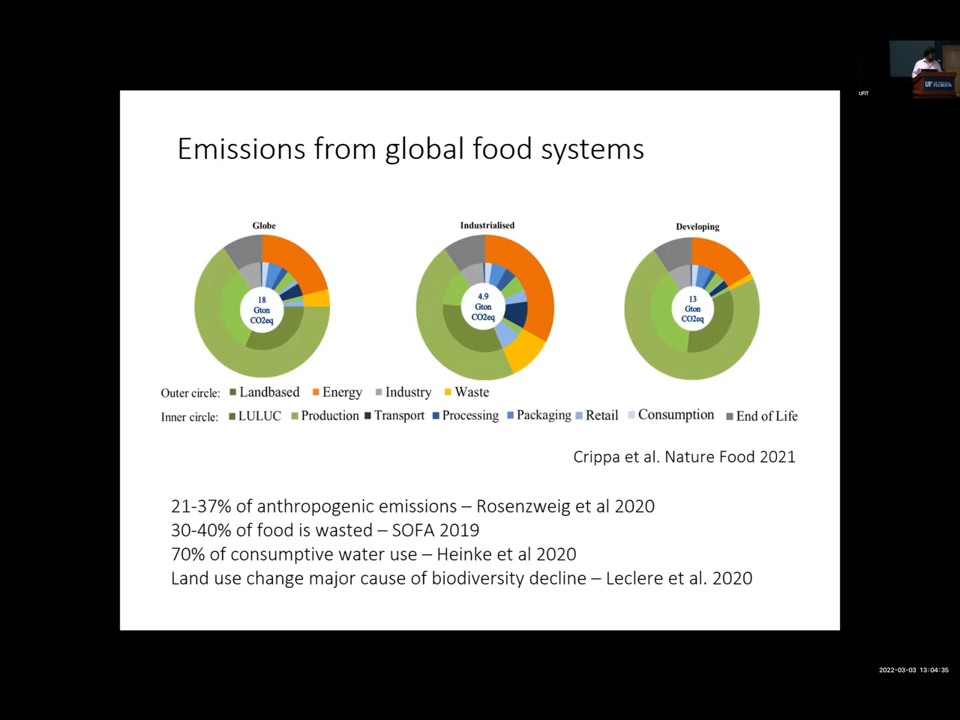 UFIT
UF
FLORIDA
Emissions from global food systems
Globe
Industrialised
Developing
18
Gton
CO2eq
4.9
Gton
CO2eq
13
Gton
CO2eq
Outer circle: Landbased Energy Industry Waste
Inner circle: LULUC Production Transport Processing Packaging Retail Consumption End of Life
Crippa et al. Nature Food 2021
21-37% of anthropogenic emissions – Rosenzweig et al 2020
30-40% of food is wasted – SOFA 2019
70% of consumptive water use – Heinke et al 2020
Land use change major cause of biodiversity decline – Leclere et al. 2020
2022-03-03 13:04:35